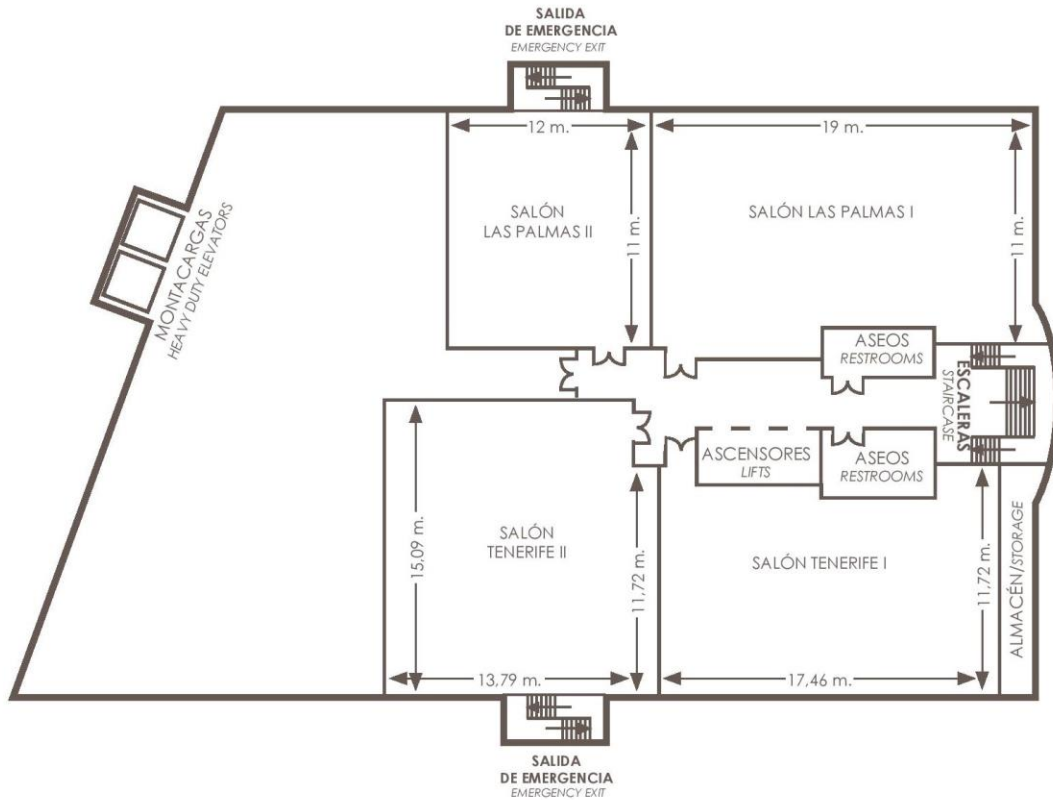 SALIDA
DE EMERGENCIA
EMERGENCY EXIT
12 m.
19 m.
11 m.
11 m.
SALÓN
LAS PALMAS II
SALÓN LAS PALMAS I
MONTACARGAS
HEAVY DUTY ELEVATORS
ASEOS
RESTROOMS
ESCALERAS
STAIRCASE
ASCENSORES
LIFTS
ASEOS
RESTROOMS
15,09 m.
SALÓN
TENERIFE II
11,72 m.
SALÓN TENERIFE I
11,72 m.
ALMACÉN/STORAGE
13,79 m.
17,46 m.
SALIDA
DE EMERGENCIA
EMERGENCY EXIT